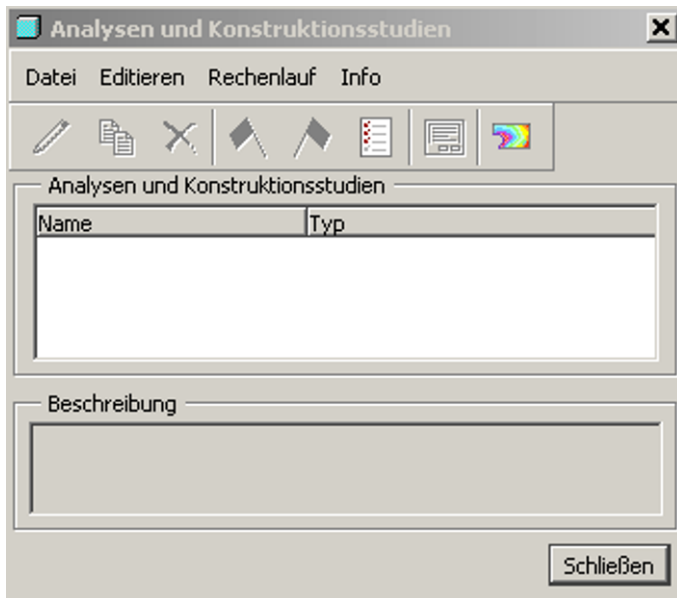 Analysen und Konstruktionsstudien
Datei Editieren Rechenlauf Info
Analysen und Konstruktionsstudien
Name Typ
Beschreibung
Schließen